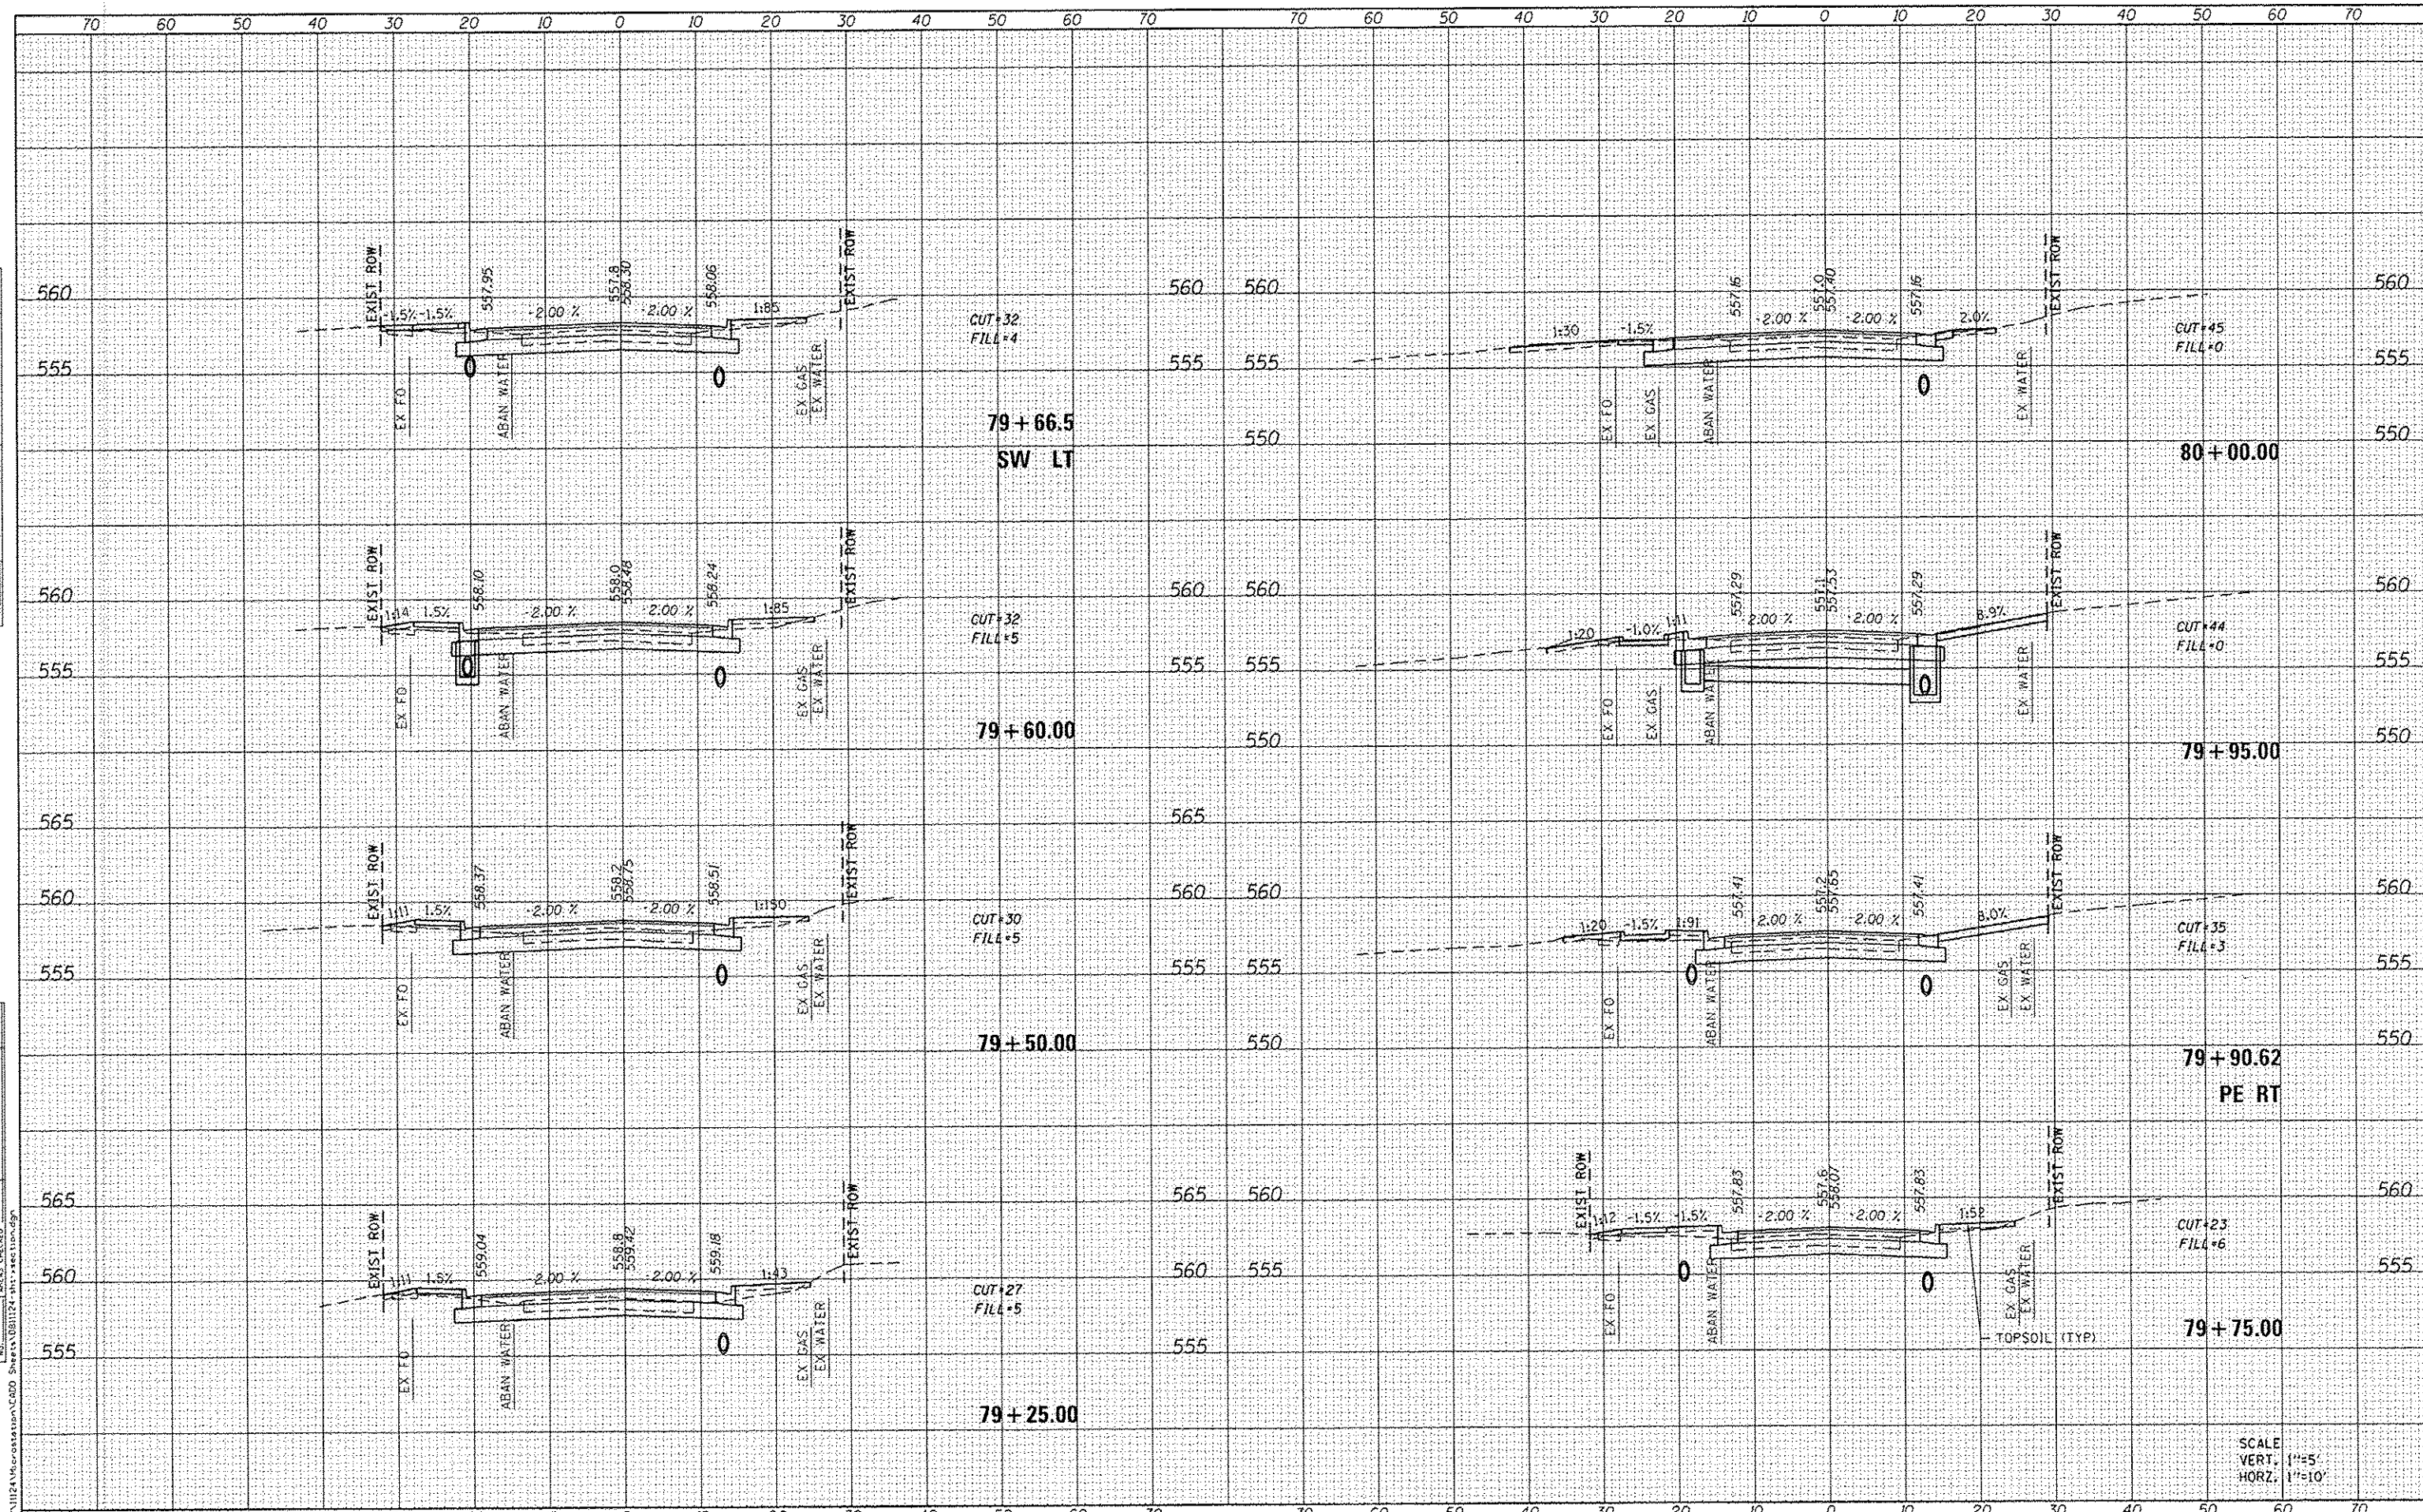 70 60 50 40 30 20 10 0 10 20 30 40 50 60 70 70 60 50 40 30 20 10 0 10 20 30 40 50 60 70
EXIST ROW
557.95
557.8
558.30
558.06
EXIST ROW
560
-1.5% -1.5% -2.00 % -2.00 % 1:85
CUT=32
FILL=4
555
EX FO
ABAN WATER
EX GAS
EX WATER
79+66.5
SW LT
560 560
555 555
550
557.16
557.0
557.40
557.16
EXIST ROW
560
1:30 -1.5% -2.00 % -2.00 % 2.0%
CUT=45
FILL=0
555
EX FO
EX GAS
ABAN WATER
EX WATER
550
80+00.00
EXIST ROW
558.10
558.0
558.48
558.24
EXIST ROW
560
1:14 1.5% -2.00 % 2.00 % 1:85
CUT=32
FILL=5
555
EX FO
ABAN WATER
EX GAS
EX WATER
79+60.00
560 560
555 555
550
557.29
557.1
557.53
557.29
EXIST ROW
560
1:20 -1.0% 1:11 -2.00 % -2.00 %
CUT=44
FILL=0
555
EX FO
EX GAS
ABAN WATER
EX WATER
550
79+95.00
565 565
EXIST ROW
558.37
558.2
558.75
558.51
EXIST ROW
560
1:11 1.5% -2.00 % -2.00 % 1:150
CUT=30
FILL=5
555
EX FO
ABAN WATER
EX GAS
EX WATER
79+50.00
560 560
555 555
550
557.41
557.2
557.65
557.41
EXIST ROW
560
1:20 -1.5% 1:91 -2.00 % -2.00 % 8.0%
CUT=35
FILL=3
555
EX FO
ABAN WATER
EX GAS
EX WATER
550
79+90.62
PE RT
565 565
EXIST ROW
559.04
558.8
559.42
559.18
EXIST ROW
560
1:11 1.5% -2.00 % -2.00 % 1:43
CUT=27
FILL=5
555
EX FO
ABAN WATER
EX GAS
EX WATER
79+25.00
560
560 555
555
EXIST ROW
557.83
557.6
558.07
557.83
EXIST ROW
560
1:12 -1.5% -1.5% -2.00 % -2.00 % 1:52
CUT=23
FILL=6
555
EX FO
ABAN WATER
EX GAS
EX WATER
TOPSOIL (TYP)
79+75.00
SCALE
VERT. 1"=5'
HORZ. 1"=10'